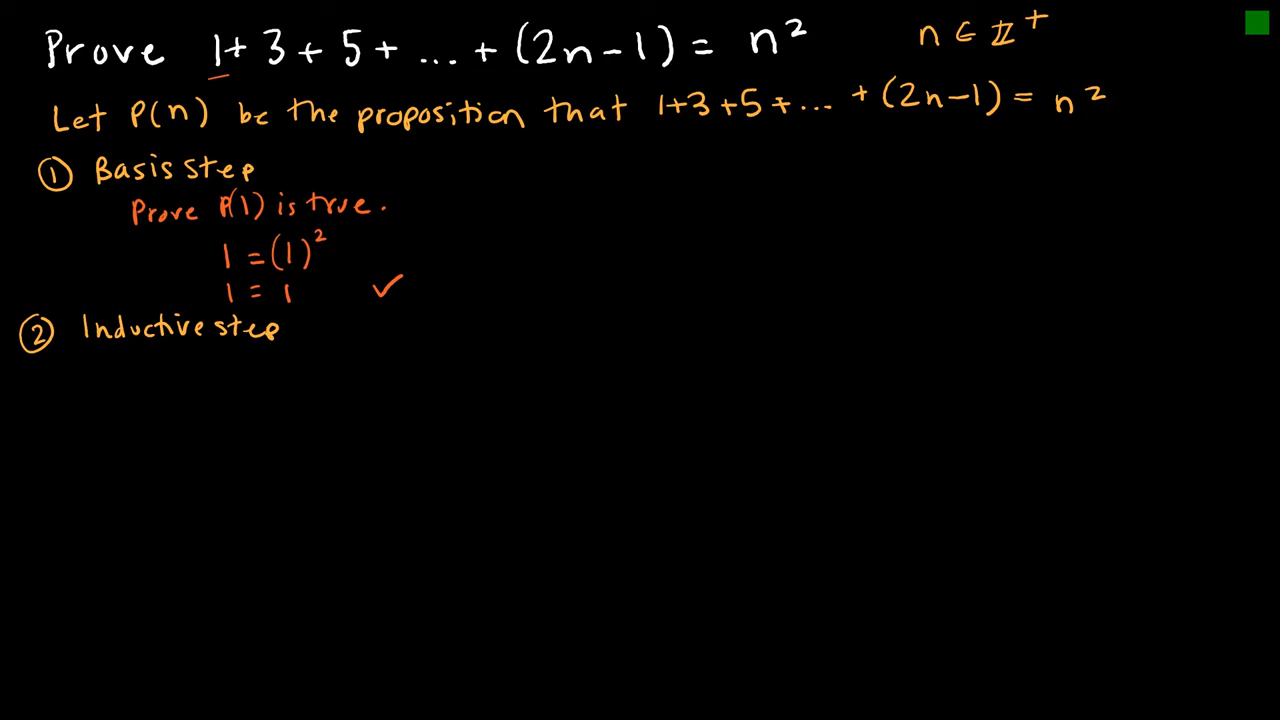 Prove 1+ 3 + 5 + ... + (2n - 1) = n² n ∈ ℤ⁺
Let P(n) be the proposition that 1+3+5+... + (2n-1) = n²
① Basis step
Prove P(1) is true.
1 = (1)²
1 = 1 ✓
② Inductive step